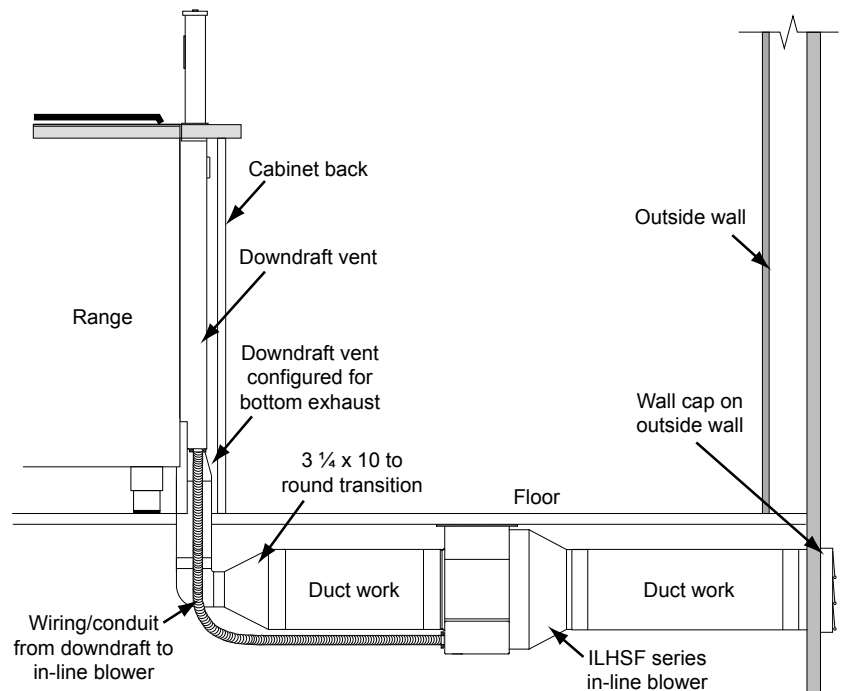 Cabinet back
Outside wall
Downdraft vent
Range
Downdraft vent
configured for
bottom exhaust
Wall cap on
outside wall
3 ¼ x 10 to
round transition
Floor
Duct work
Duct work
Wiring/conduit
from downdraft to
in-line blower
ILHSF series
in-line blower